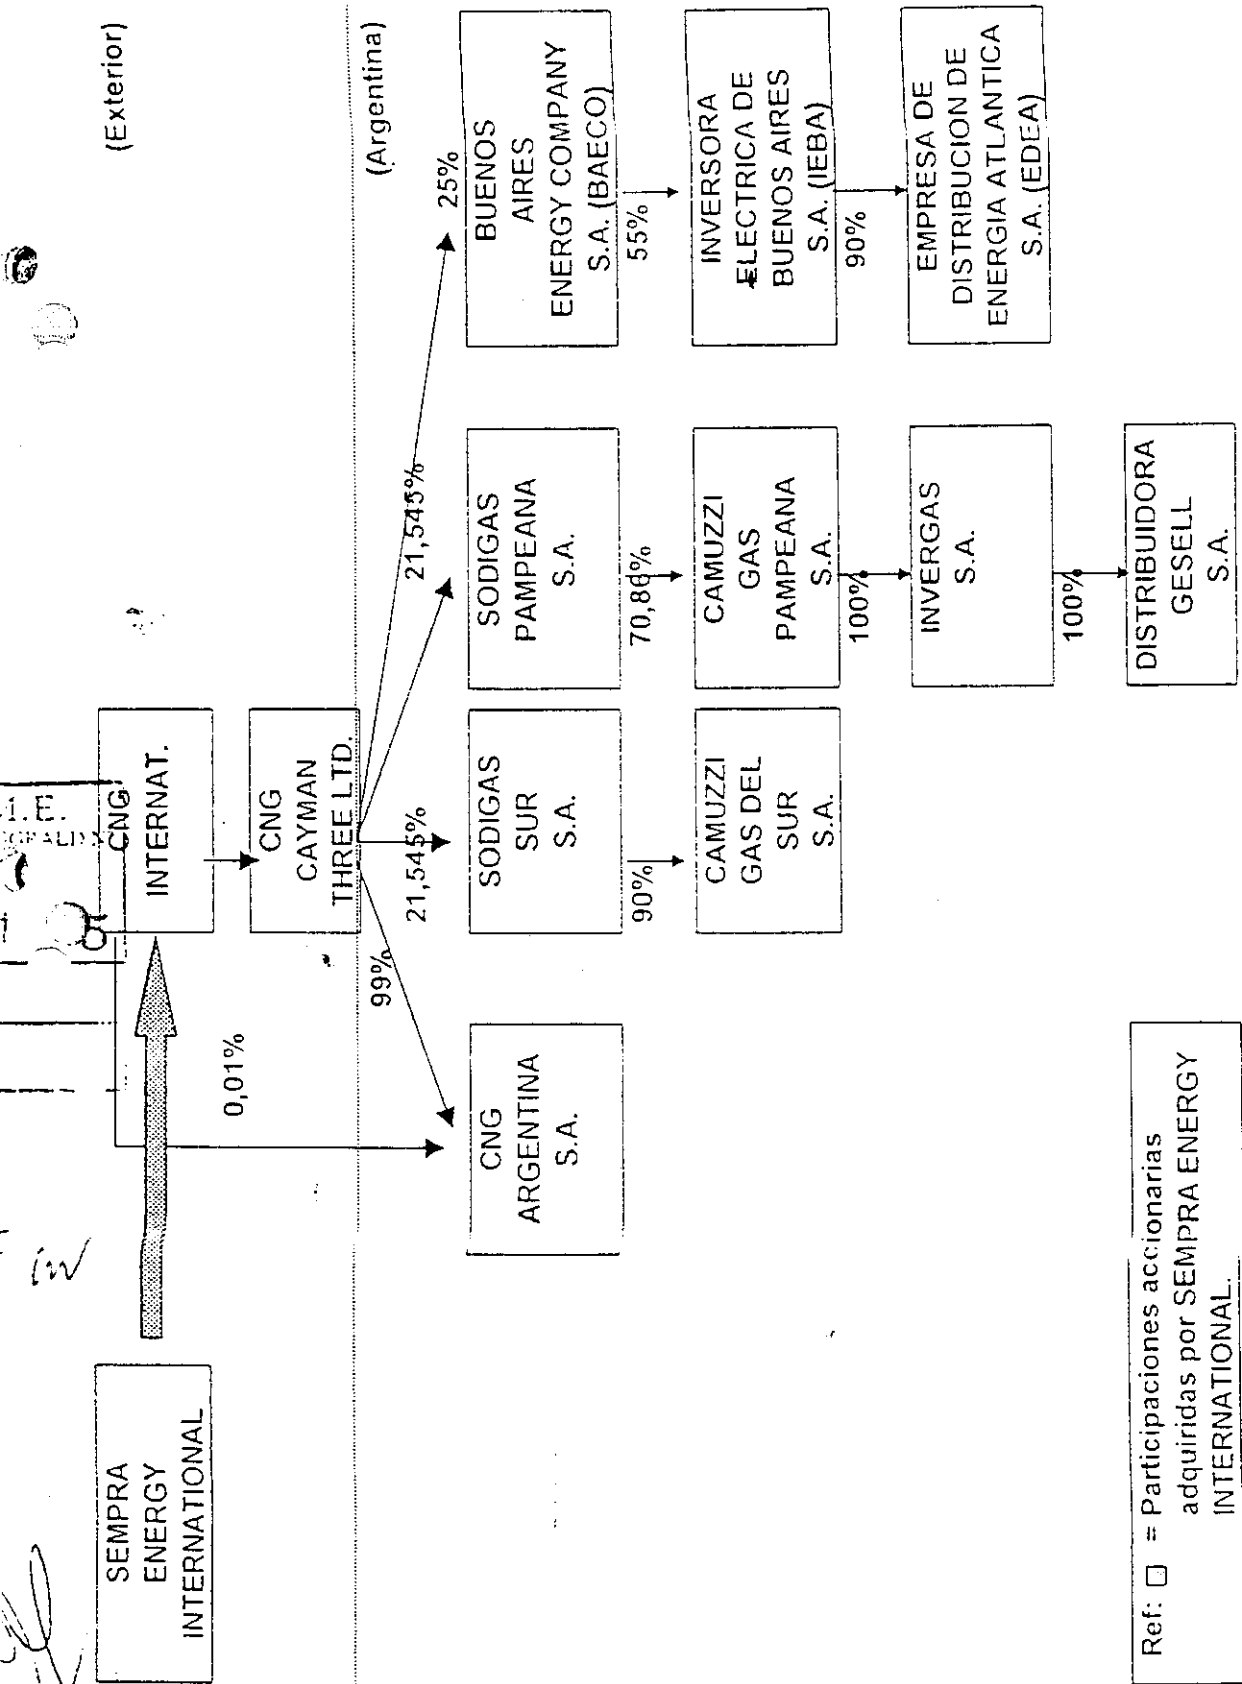 (Exterior)
M.E.
SEMPRA
ENERGY
INTERNATIONAL
CNG
INTERNAT.
0,01%
CNG
CAYMAN
THREE LTD.
(Argentina)
99%
21,545%
21,545%
25%
CNG
ARGENTINA
S.A.
SODIGAS
SUR
S.A.
SODIGAS
PAMPEANA
S.A.
BUENOS
AIRES
ENERGY COMPANY
S.A. (BAECO)
90%
70,86%
55%
CAMUZZI
GAS DEL
SUR
S.A.
CAMUZZI
GAS
PAMPEANA
S.A.
INVERSORA
ELECTRICA DE
BUENOS AIRES
S.A. (IEBA)
100%
90%
INVERGAS
S.A.
EMPRESA DE
DISTRIBUCION DE
ENERGIA ATLANTICA
S.A. (EDEA)
100%
DISTRIBUIDORA
GESELL
S.A.
Ref: = Participaciones accionarias
adquiridas por SEMPRA ENERGY
INTERNATIONAL.